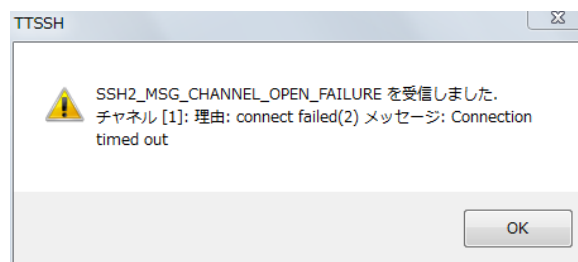 TTSSH
SSH2_MSG_CHANNEL_OPEN_FAILURE を受信しました.
チャネル [1]: 理由: connect failed(2) メッセージ: Connection
timed out
OK